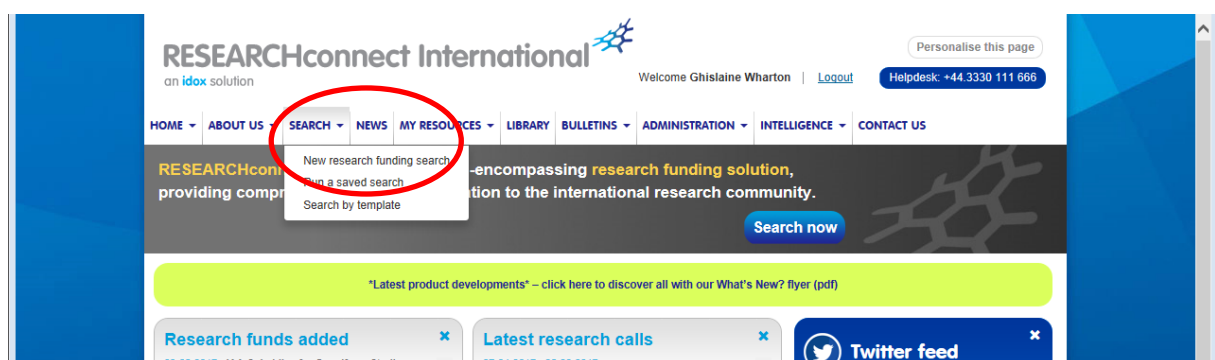 RESEARCHconnect International
an idox solution
Personalise this page
Welcome Ghislaine Wharton | Logout
Helpdesk: +44.3330 111 666
HOME ABOUT US SEARCH NEWS MY RESOURCES LIBRARY BULLETINS ADMINISTRATION INTELLIGENCE CONTACT US
New research funding search
Run a saved search
Search by template
RESEARCHconn -encompassing research funding solution,
providing compr tion to the international research community.
Search now
*Latest product developments* – click here to discover all with our What's New? flyer (pdf)
Research funds added
Latest research calls
Twitter feed